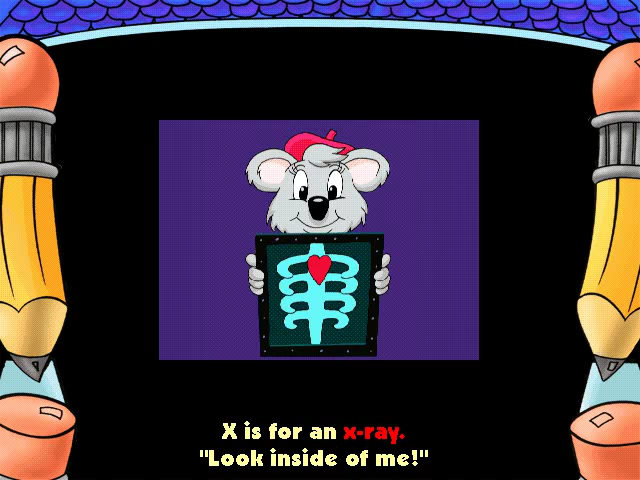 X is for an x-ray.
"Look inside of me!"